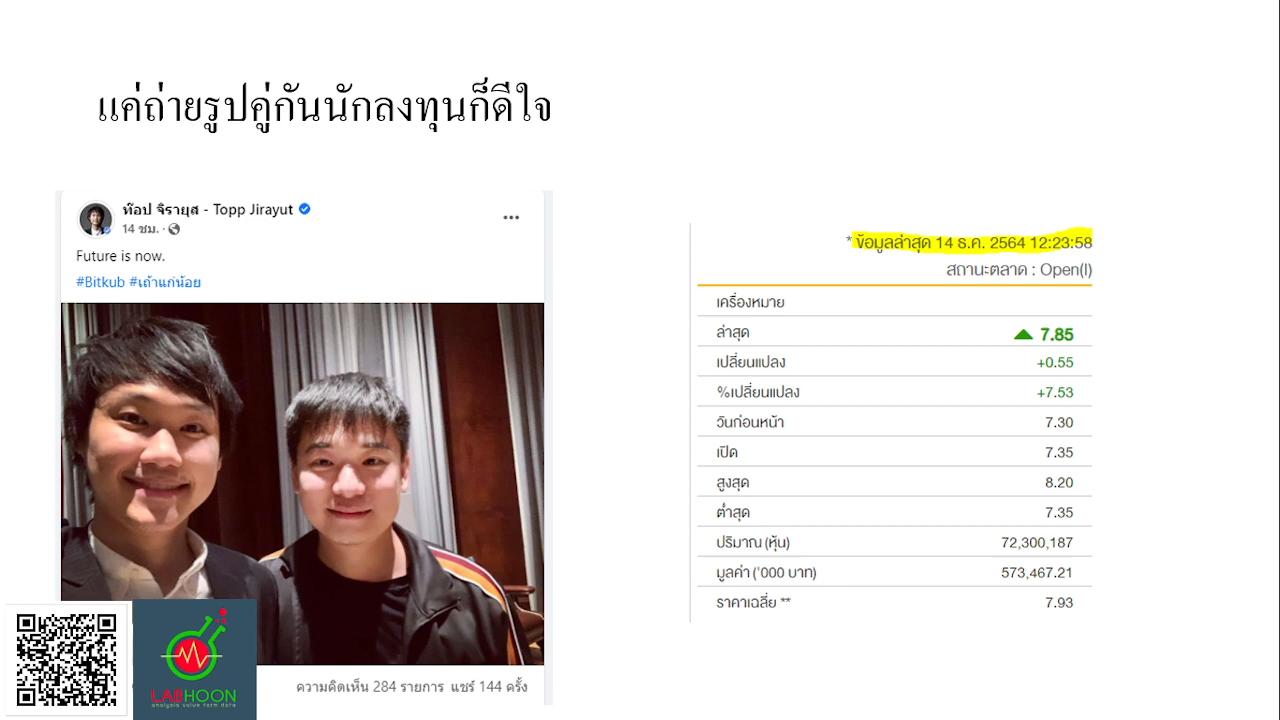 แค่ถ่ายรูปคู่กันนักลงทุนก็ดีใจ
ท๊อป จิรายุส - Topp Jirayut
14 ชม. ·
Future is now.
#Bitkub #เถ้าแก่น้อย
ความคิดเห็น 284 รายการ แชร์ 144 ครั้ง
LABHOON
analysis value form data
* ข้อมูลล่าสุด 14 ธ.ค. 2564 12:23:58
สถานะตลาด : Open(I)
เครื่องหมาย
ล่าสุด 7.85
เปลี่ยนแปลง +0.55
%เปลี่ยนแปลง +7.53
วันก่อนหน้า 7.30
เปิด 7.35
สูงสุด 8.20
ต่ำสุด 7.35
ปริมาณ (หุ้น) 72,300,187
มูลค่า ('000 บาท) 573,467.21
ราคาเฉลี่ย ** 7.93